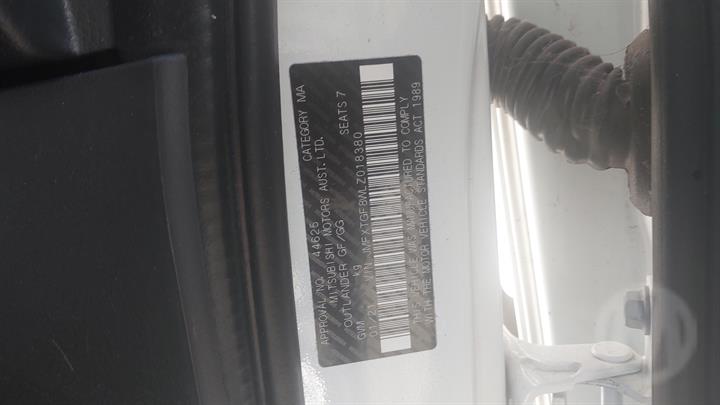 APPROVAL NO. 44625 CATEGORY MA
MITSUBISHI MOTORS AUST. LTD.
OUTLANDER GF/GG SEATS 7
GVM kg
01/21 VIN JMFXTGF8WLZ018380
THIS VEHICLE WAS MANUFACTURED TO COMPLY
WITH THE MOTOR VEHICLE STANDARDS ACT 1989